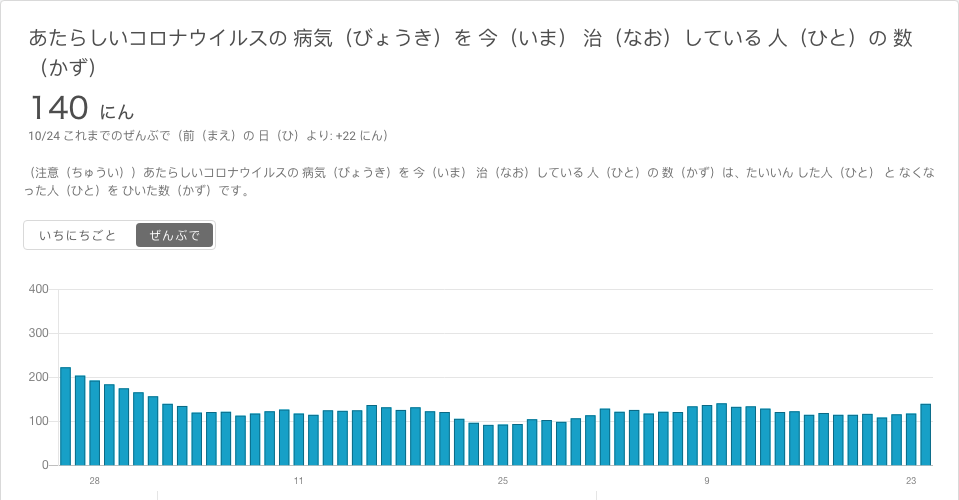 あたらしいコロナウイルスの 病気（びょうき）を 今（いま） 治（なお）している 人（ひと）の 数
（かず）
140 にん
10/24 これまでのぜんぶで（前（まえ）の 日（ひ）より: +22 にん）
（注意（ちゅうい））あたらしいコロナウイルスの 病気（びょうき）を 今（いま） 治（なお）している 人（ひと）の 数（かず）は、たいいん した人（ひと） と なくな
った人（ひと）を ひいた数（かず）です。
いちにちごと ぜんぶで
400
300
200
100
0
28 11 25 9 23